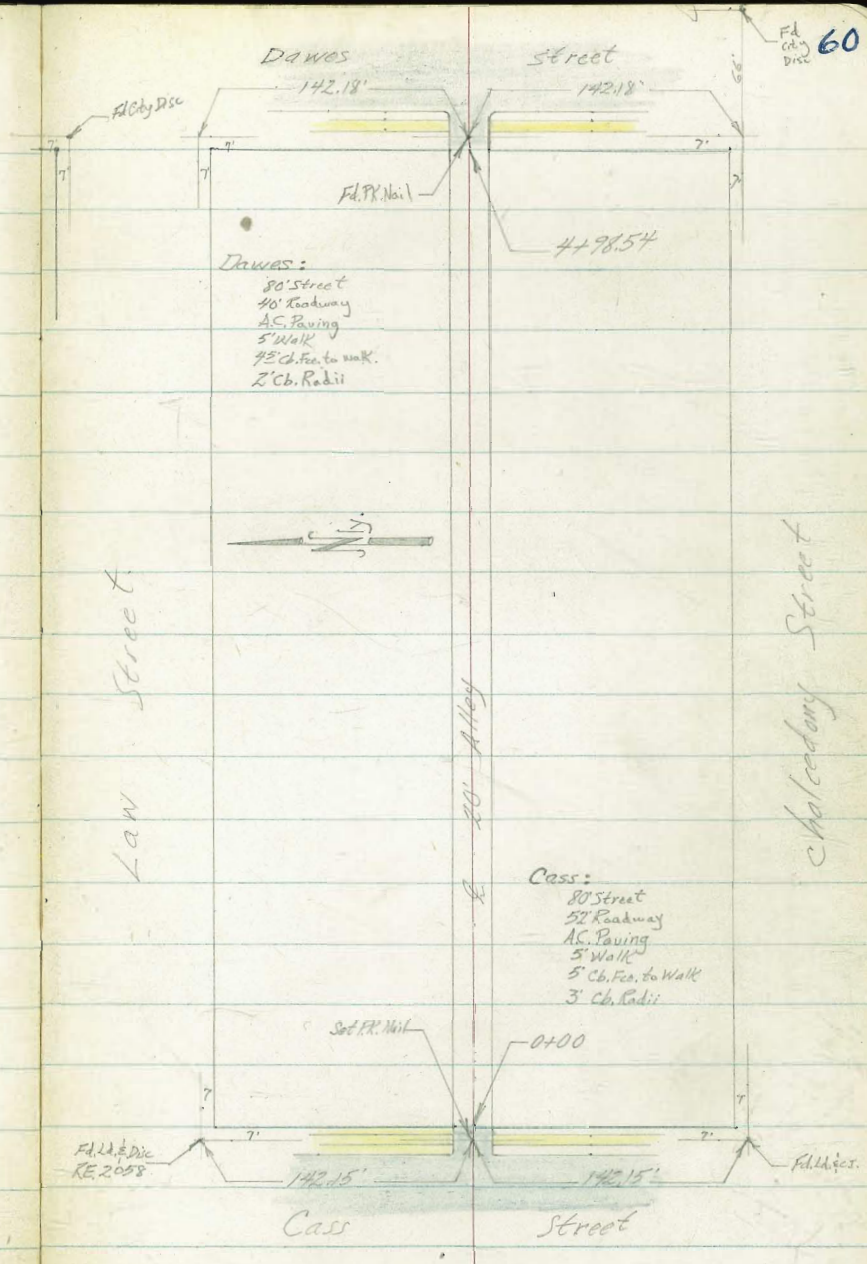 60
Fd
City
Disc
66'
Dawes Street
142.18' 142.18'
Fd City Disc
7' 7' 7'
7' 7' 7'
Fd. P.K. Nail
4+98.54
Dawes:
80' Street
40' Roadway
A.C. Paving
5' Walk
Cb. Fce. to walk.
2' Cb. Radii
N'ly.
Law Street
℄ 20' Alley
Chalcedony Street
Cass:
80' Street
52' Roadway
A.C. Paving
5' Walk
5' Cb. Fce. to Walk
3' Cb. Radii
Set P.K. Nail
0+00
7' 7'
7' 7'
Fd. Ld. & Disc
R.E. 2058
Fd. Ld. &
142.15' 142.15'
Cass Street